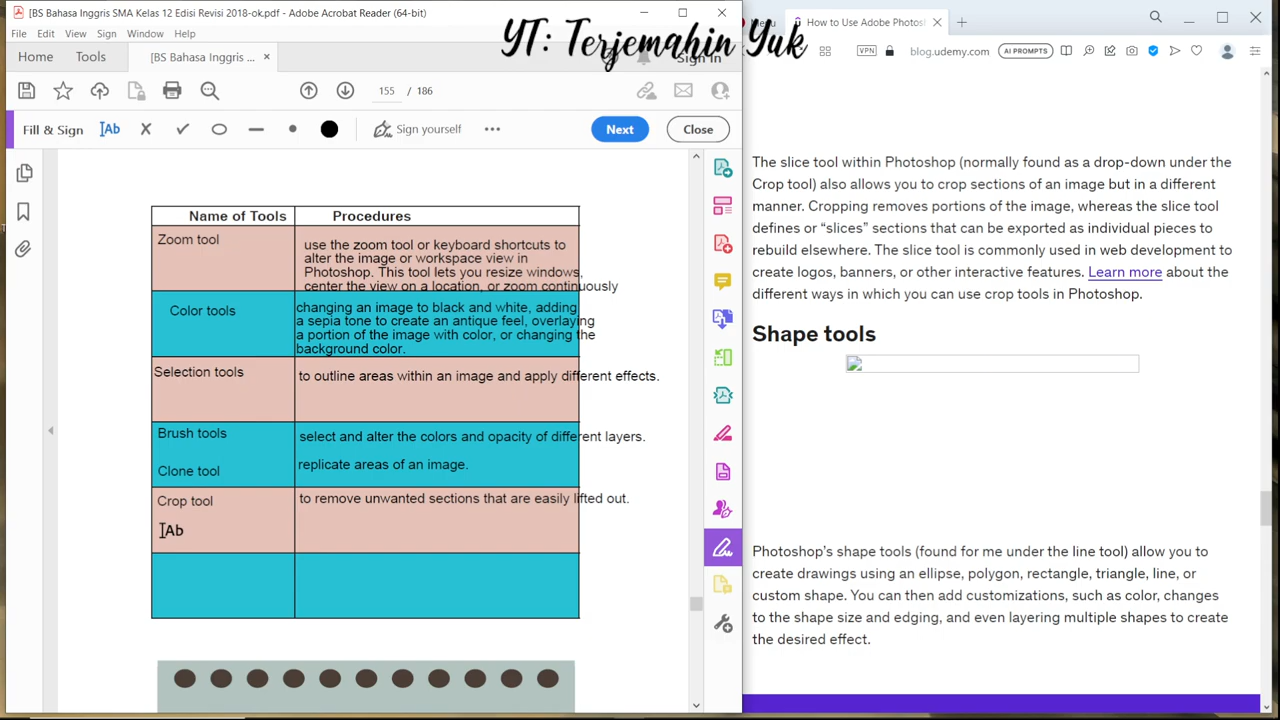 [BS Bahasa Inggris SMA Kelas 12 Edisi Revisi 2018-ok.pdf - Adobe Acrobat Reader (64-bit)
YT: Terjemahin Yuk
File Edit View Sign Window Help
Home Tools [BS Bahasa Inggris ... × Sign In
155 / 186
Fill & Sign Ab Sign yourself Next Close
Name of Tools Procedures
Zoom tool
use the zoom tool or keyboard shortcuts to
alter the image or workspace view in
Photoshop. This tool lets you resize windows,
center the view on a location, or zoom continuously
Color tools
changing an image to black and white, adding
a sepia tone to create an antique feel, overlaying
a portion of the image with color, or changing the
background color.
Selection tools
to outline areas within an image and apply different effects.
Brush tools
select and alter the colors and opacity of different layers.
Clone tool
replicate areas of an image.
Crop tool
to remove unwanted sections that are easily lifted out.
Ab
How to Use Adobe Photosh
VPN blog.udemy.com AI PROMPTS
The slice tool within Photoshop (normally found as a drop-down under the
Crop tool) also allows you to crop sections of an image but in a different
manner. Cropping removes portions of the image, whereas the slice tool
defines or “slices” sections that can be exported as individual pieces to
rebuild elsewhere. The slice tool is commonly used in web development to
create logos, banners, or other interactive features. Learn more about the
different ways in which you can use crop tools in Photoshop.
Shape tools
Photoshop’s shape tools (found for me under the line tool) allow you to
create drawings using an ellipse, polygon, rectangle, triangle, line, or
custom shape. You can then add customizations, such as color, changes
to the shape size and edging, and even layering multiple shapes to create
the desired effect.